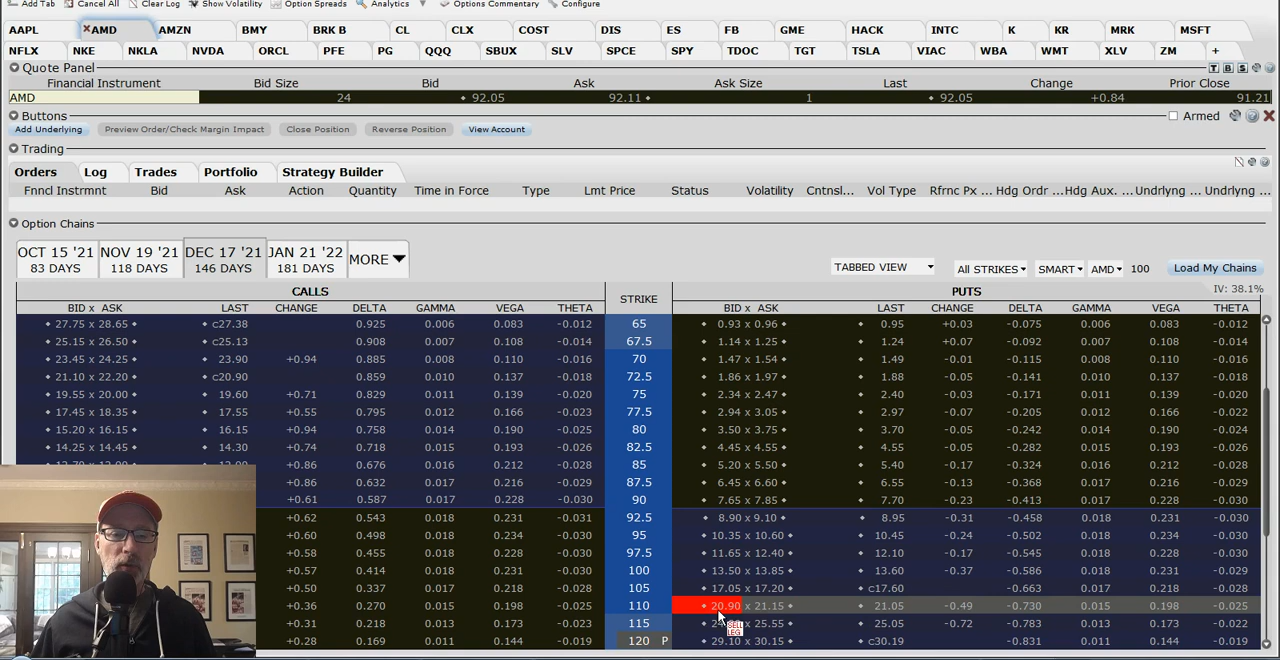 Add Tab Cancel All Clear Log Show Volatility Option Spreads Analytics Options Commentary Configure
AAPL AMD AMZN BMY BRK B CL CLX COST DIS ES FB GME HACK INTC K KR MRK MSFT
NFLX NKE NKLA NVDA ORCL PFE PG QQQ SBUX SLV SPCE SPY TDOC TGT TSLA VIAC WBA WMT XLV ZM +
Quote Panel T B S
Financial Instrument Bid Size Bid Ask Ask Size Last Change Prior Close
AMD 24 92.05 92.11 1 92.05 +0.84 91.21
Buttons Armed
Add Underlying Preview Order/Check Margin Impact Close Position Reverse Position View Account
Trading
Orders Log Trades Portfolio Strategy Builder
Fnncl Instrmnt Bid Ask Action Quantity Time in Force Type Lmt Price Status Volatility Cntnsl... Vol Type Rfrnc Px ... Hdg Ordr ... Hdg Aux. ... Undrlyng ... Undrlyng ...
Option Chains
OCT 15 '21 NOV 19 '21 DEC 17 '21 JAN 21 '22 MORE
83 DAYS 118 DAYS 146 DAYS 181 DAYS
TABBED VIEW All STRIKES SMART AMD 100 Load My Chains
CALLS STRIKE PUTS IV: 38.1%
BID x ASK LAST CHANGE DELTA GAMMA VEGA THETA BID x ASK LAST CHANGE DELTA GAMMA VEGA THETA
27.75 x 28.65 c27.38 0.925 0.006 0.083 -0.012 65 0.93 x 0.96 0.95 +0.03 -0.075 0.006 0.083 -0.012
25.15 x 26.50 c25.13 0.908 0.007 0.108 -0.014 67.5 1.14 x 1.25 1.24 +0.07 -0.092 0.007 0.108 -0.014
23.45 x 24.25 23.90 +0.94 0.885 0.008 0.110 -0.016 70 1.47 x 1.54 1.49 -0.01 -0.115 0.008 0.110 -0.016
21.10 x 22.20 c20.90 0.859 0.010 0.137 -0.018 72.5 1.86 x 1.97 1.88 -0.05 -0.141 0.010 0.137 -0.018
19.55 x 20.00 19.60 +0.71 0.829 0.011 0.139 -0.020 75 2.34 x 2.47 2.40 -0.03 -0.171 0.011 0.139 -0.020
17.45 x 18.35 17.55 +0.55 0.795 0.012 0.166 -0.023 77.5 2.94 x 3.05 2.97 -0.07 -0.205 0.012 0.166 -0.022
15.20 x 16.15 16.15 +0.94 0.758 0.014 0.190 -0.025 80 3.50 x 3.75 3.70 -0.05 -0.242 0.014 0.190 -0.024
14.25 x 14.45 14.30 +0.74 0.718 0.015 0.193 -0.026 82.5 4.45 x 4.55 4.55 -0.05 -0.282 0.015 0.193 -0.026
+0.86 0.676 0.016 0.212 -0.028 85 5.20 x 5.50 5.40 -0.17 -0.324 0.016 0.212 -0.028
+0.86 0.632 0.017 0.216 -0.029 87.5 6.45 x 6.60 6.55 -0.13 -0.368 0.017 0.216 -0.029
+0.61 0.587 0.017 0.228 -0.030 90 7.65 x 7.85 7.70 -0.23 -0.413 0.017 0.228 -0.030
+0.62 0.543 0.018 0.231 -0.031 92.5 8.90 x 9.10 8.95 -0.31 -0.458 0.018 0.231 -0.030
+0.60 0.498 0.018 0.234 -0.030 95 10.35 x 10.60 10.45 -0.24 -0.502 0.018 0.234 -0.030
+0.58 0.455 0.018 0.228 -0.030 97.5 11.65 x 12.40 12.10 -0.17 -0.545 0.018 0.228 -0.030
+0.57 0.414 0.018 0.231 -0.030 100 13.50 x 13.85 13.60 -0.37 -0.586 0.018 0.231 -0.029
+0.50 0.337 0.017 0.218 -0.028 105 17.05 x 17.20 c17.60 -0.663 0.017 0.218 -0.028
+0.36 0.270 0.015 0.198 -0.025 110 20.90 x 21.15 21.05 -0.49 -0.730 0.015 0.198 -0.025
+0.31 0.218 0.013 0.173 -0.023 115 x 25.55 25.05 -0.72 -0.783 0.013 0.173 -0.022
+0.28 0.169 0.011 0.144 -0.019 120 P 29.10 x 30.15 c30.19 -0.831 0.011 0.144 -0.019
SELL
LEG